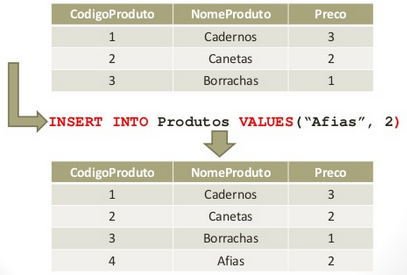 CodigoProduto NomeProduto Preco
1 Cadernos 3
2 Canetas 2
3 Borrachas 1
INSERT INTO Produtos VALUES(“Afias”, 2)
CodigoProduto NomeProduto Preco
1 Cadernos 3
2 Canetas 2
3 Borrachas 1
4 Afias 2